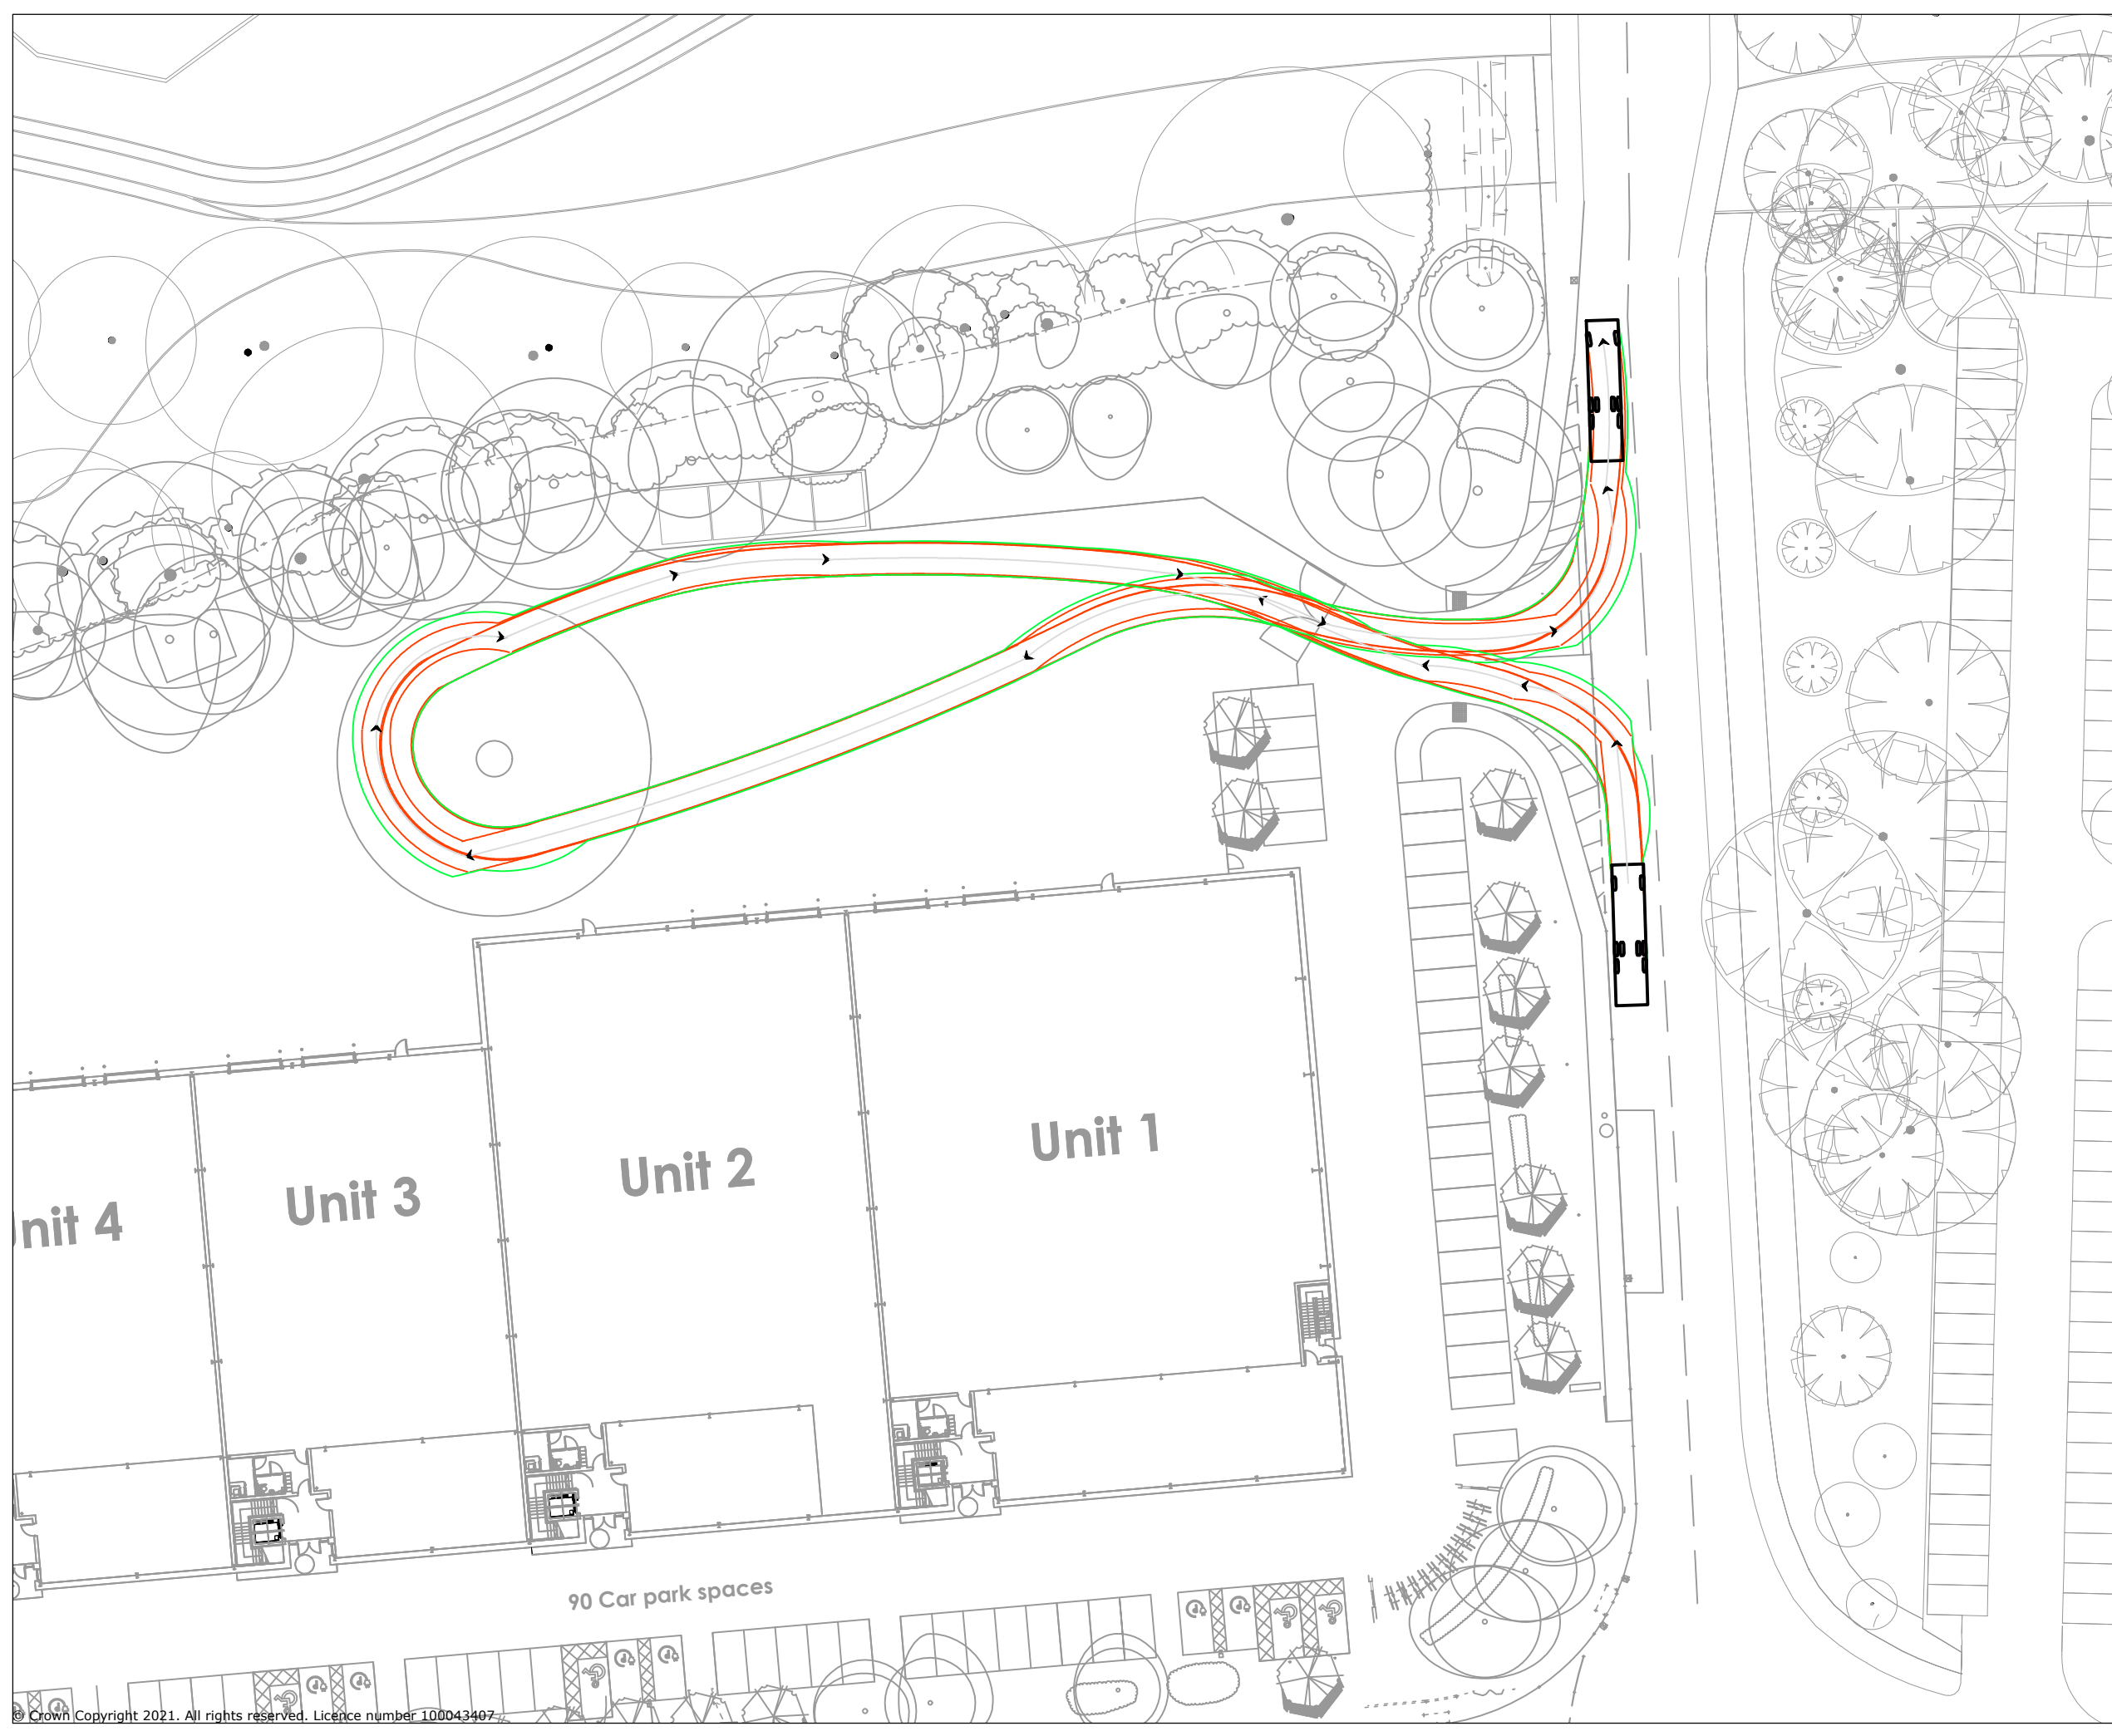 Unit 1
Unit 2
Unit 3
Unit 4
90 Car park spaces
© Crown Copyright 2021. All rights reserved. Licence number 100043407